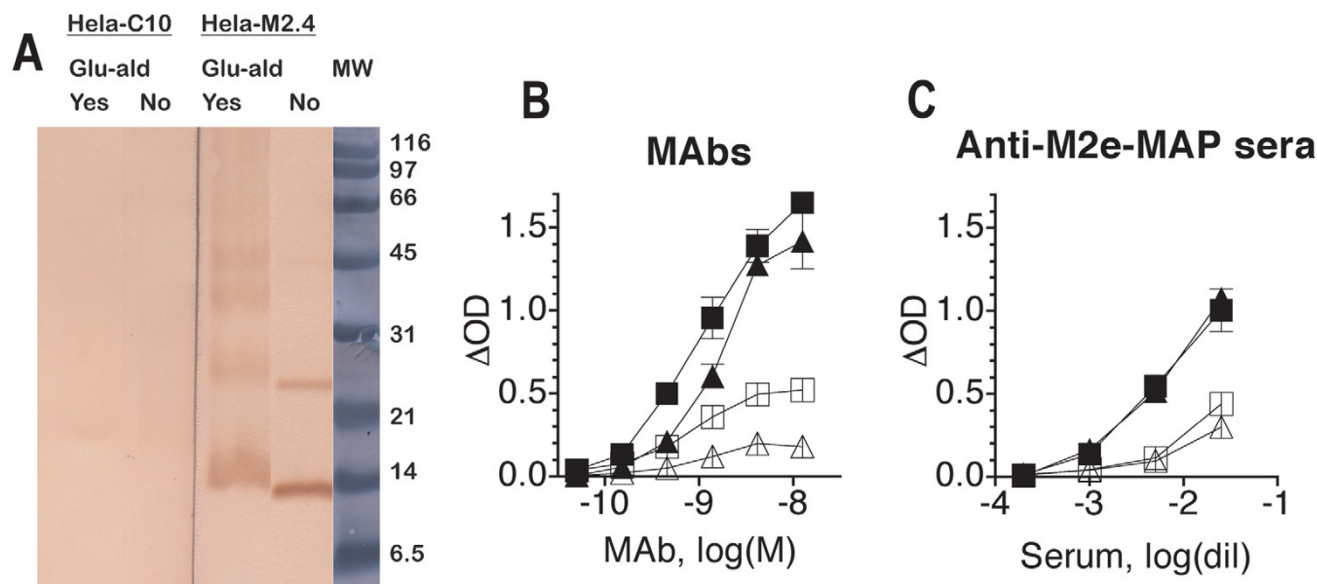 A
Hela-C10 Hela-M2.4
Glu-ald Glu-ald MW
Yes No Yes No
116
97
66
45
31
21
14
6.5
B
MAbs
ΔOD
1.5
1.0
0.5
0.0
-10 -9 -8
MAb, log(M)
C
Anti-M2e-MAP sera
ΔOD
1.5
1.0
0.5
0.0
-4 -3 -2 -1
Serum, log(dil)